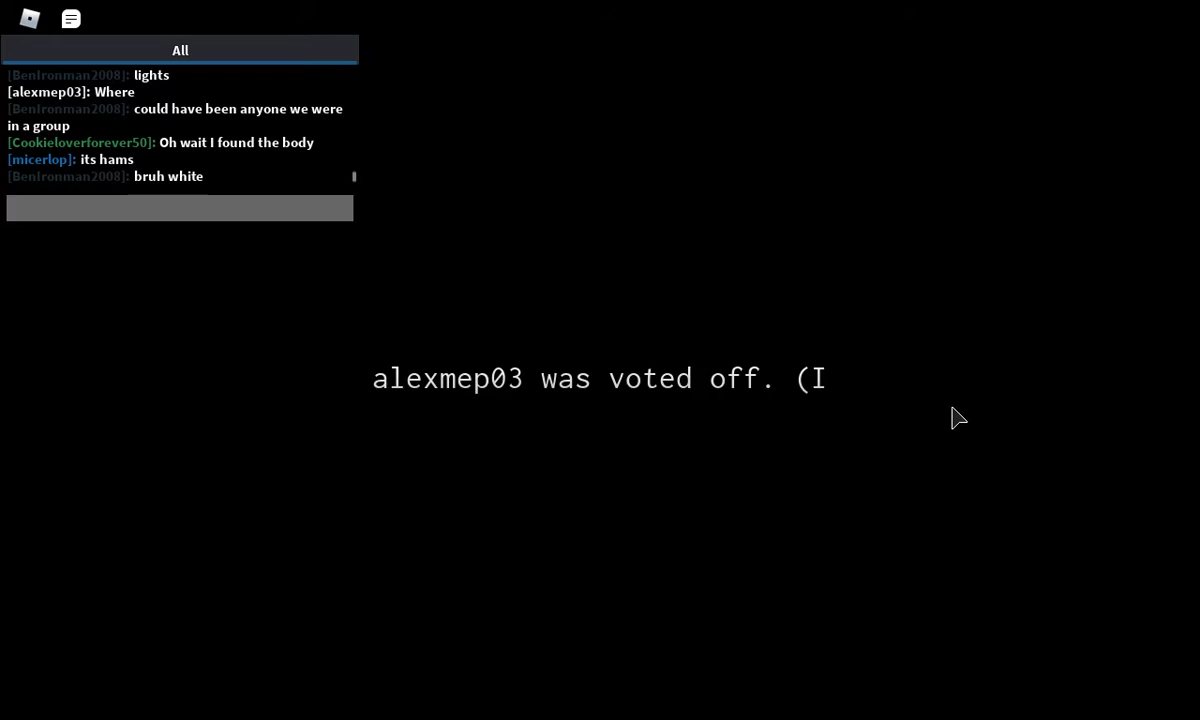 All
[BenIronman2008]: lights
[alexmep03]: Where
[BenIronman2008]: could have been anyone we were
in a group
[Cookieloverforever50]: Oh wait I found the body
[micerlop]: its hams
[BenIronman2008]: bruh white
alexmep03 was voted off. (I